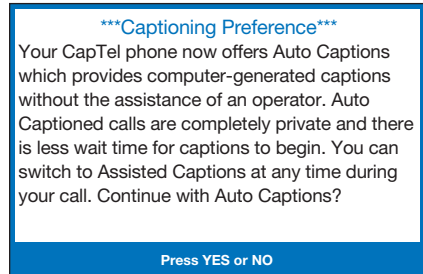 ***Captioning Preference***
Your CapTel phone now offers Auto Captions
which provides computer-generated captions
without the assistance of an operator. Auto
Captioned calls are completely private and there
is less wait time for captions to begin. You can
switch to Assisted Captions at any time during
your call. Continue with Auto Captions?
Press YES or NO